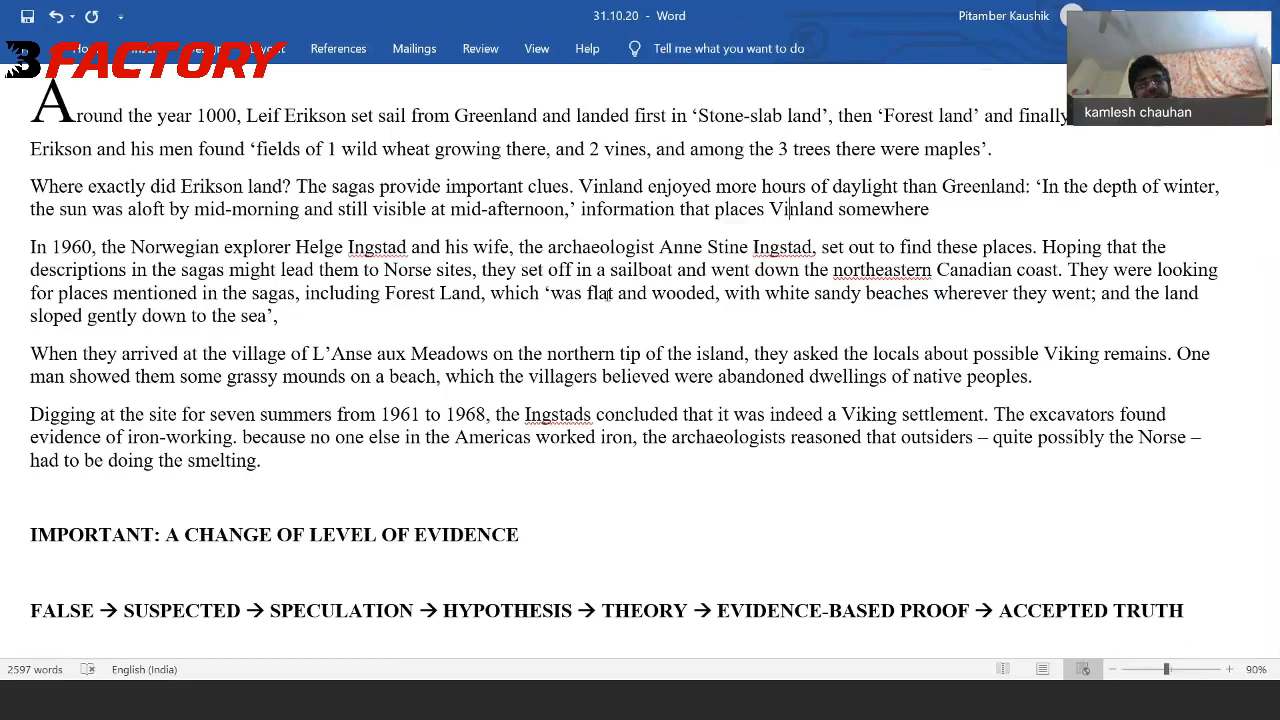 31.10.20 - Word
Pitamber Kaushik
3FACTORY
References
Mailings
Review
View
Help
Tell me what you want to do
kamlesh chauhan
Around the year 1000, Leif Erikson set sail from Greenland and landed first in ‘Stone-slab land’, then ‘Forest land’ and finally
Erikson and his men found ‘fields of 1 wild wheat growing there, and 2 vines, and among the 3 trees there were maples’.
Where exactly did Erikson land? The sagas provide important clues. Vinland enjoyed more hours of daylight than Greenland: ‘In the depth of winter,
the sun was aloft by mid-morning and still visible at mid-afternoon,’ information that places Vinland somewhere
In 1960, the Norwegian explorer Helge Ingstad and his wife, the archaeologist Anne Stine Ingstad, set out to find these places. Hoping that the
descriptions in the sagas might lead them to Norse sites, they set off in a sailboat and went down the northeastern Canadian coast. They were looking
for places mentioned in the sagas, including Forest Land, which ‘was flat and wooded, with white sandy beaches wherever they went; and the land
sloped gently down to the sea’,
When they arrived at the village of L’Anse aux Meadows on the northern tip of the island, they asked the locals about possible Viking remains. One
man showed them some grassy mounds on a beach, which the villagers believed were abandoned dwellings of native peoples.
Digging at the site for seven summers from 1961 to 1968, the Ingstads concluded that it was indeed a Viking settlement. The excavators found
evidence of iron-working. because no one else in the Americas worked iron, the archaeologists reasoned that outsiders – quite possibly the Norse –
had to be doing the smelting.
IMPORTANT: A CHANGE OF LEVEL OF EVIDENCE
FALSE → SUSPECTED → SPECULATION → HYPOTHESIS → THEORY → EVIDENCE-BASED PROOF → ACCEPTED TRUTH
2597 words
English (India)
90%